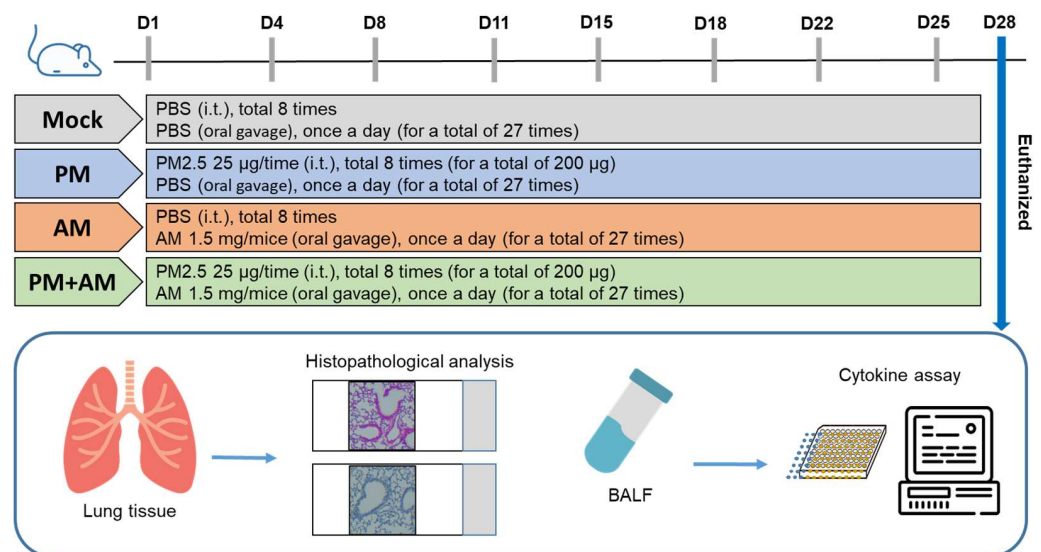 D1 D4 D8 D11 D15 D18 D22 D25 D28
Mock
PBS (i.t.), total 8 times
PBS (oral gavage), once a day (for a total of 27 times)
PM
PM2.5 25 µg/time (i.t.), total 8 times (for a total of 200 µg)
PBS (oral gavage), once a day (for a total of 27 times)
AM
PBS (i.t.), total 8 times
AM 1.5 mg/mice (oral gavage), once a day (for a total of 27 times)
PM+AM
PM2.5 25 µg/time (i.t.), total 8 times (for a total of 200 µg)
AM 1.5 mg/mice (oral gavage), once a day (for a total of 27 times)
Euthanized
Lung tissue
Histopathological analysis
BALF
Cytokine assay